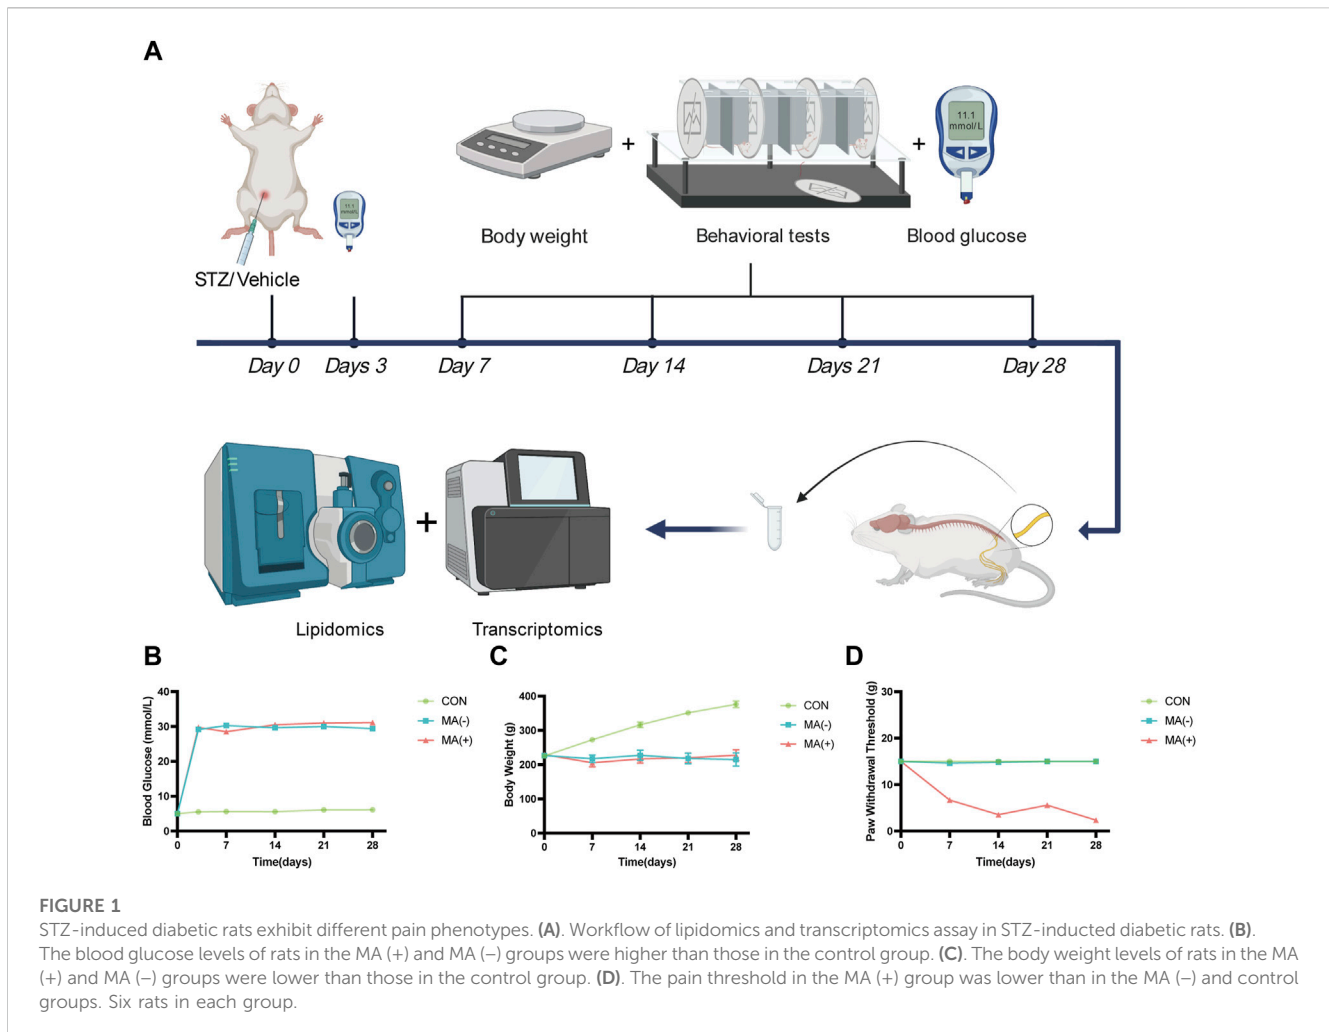 A
11.1
mmol/L
11.1
mmol/L
+
+
Body weight
Behavioral tests
Blood glucose
STZ/Vehicle
Day 0
Days 3
Day 7
Day 14
Days 21
Day 28
+
Lipidomics
Transcriptomics
B
Blood Glucose (mmol/L)
40
30
20
10
0
0
7
14
21
28
Time(days)
CON
MA(-)
MA(+)
C
Body Weight (g)
400
300
200
100
0
0
7
14
21
28
Time(days)
CON
MA(-)
MA(+)
D
Paw Withdrawal Threshold (g)
30
15
10
5
0
0
7
14
21
28
Time(days)
CON
MA(-)
MA(+)
FIGURE 1
STZ-induced diabetic rats exhibit different pain phenotypes. (A). Workflow of lipidomics and transcriptomics assay in STZ-inducted diabetic rats. (B).
The blood glucose levels of rats in the MA (+) and MA (−) groups were higher than those in the control group. (C). The body weight levels of rats in the MA
(+) and MA (−) groups were lower than those in the control group. (D). The pain threshold in the MA (+) group was lower than in the MA (−) and control
groups. Six rats in each group.